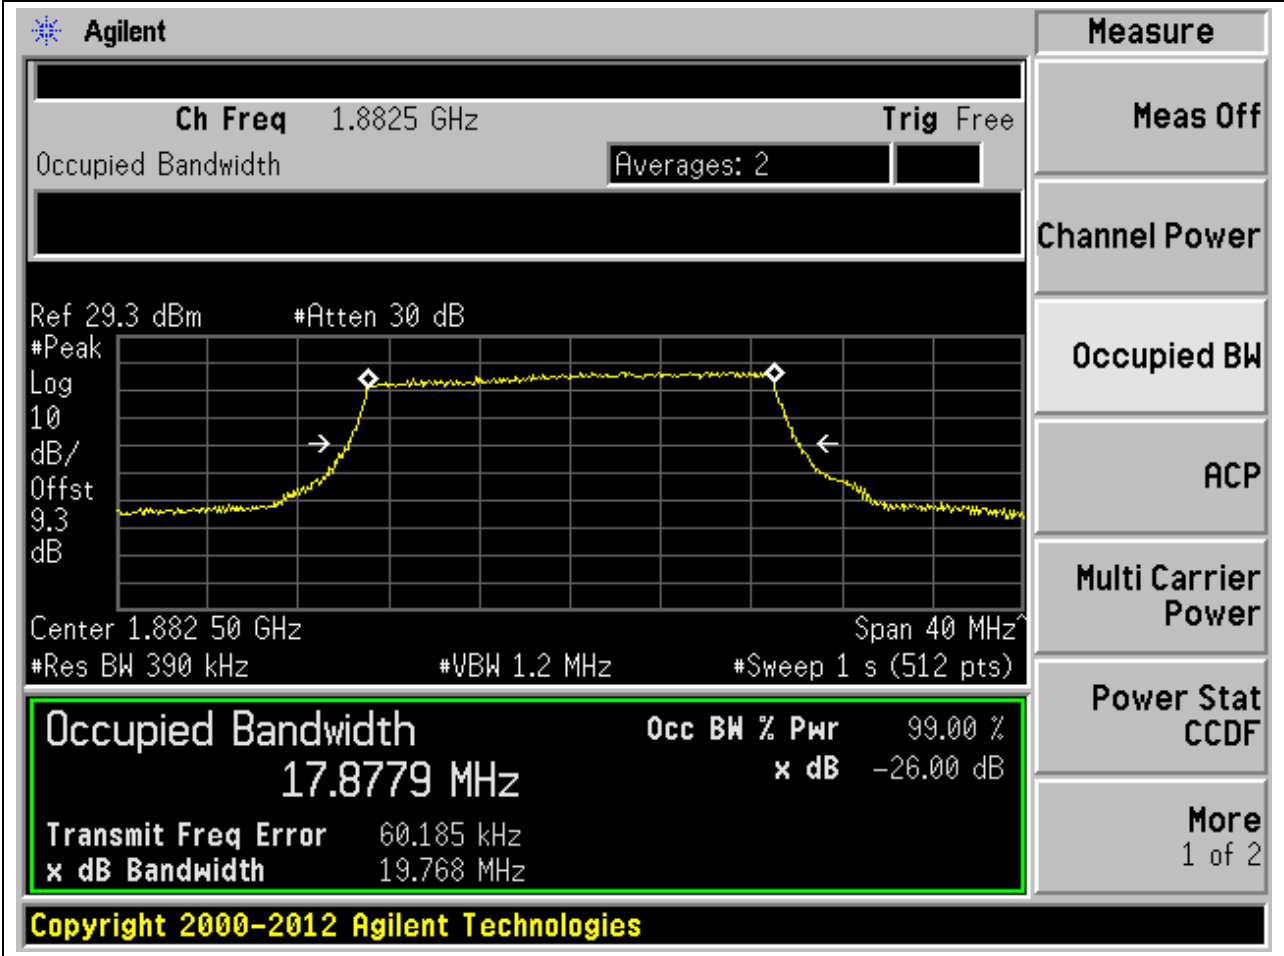 Agilent
Measure
Ch Freq 1.8825 GHz Trig Free
Occupied Bandwidth Averages: 2
Meas Off
Channel Power
Occupied BW
ACP
Multi Carrier
Power
Power Stat
CCDF
More
1 of 2
Ref 29.3 dBm #Atten 30 dB
#Peak
Log
10
dB/
Offst
9.3
dB
Center 1.882 50 GHz Span 40 MHz^
#Res BW 390 kHz #VBW 1.2 MHz #Sweep 1 s (512 pts)
Occupied Bandwidth Occ BW % Pwr 99.00 %
17.8779 MHz x dB -26.00 dB
Transmit Freq Error 60.185 kHz
x dB Bandwidth 19.768 MHz
Copyright 2000-2012 Agilent Technologies